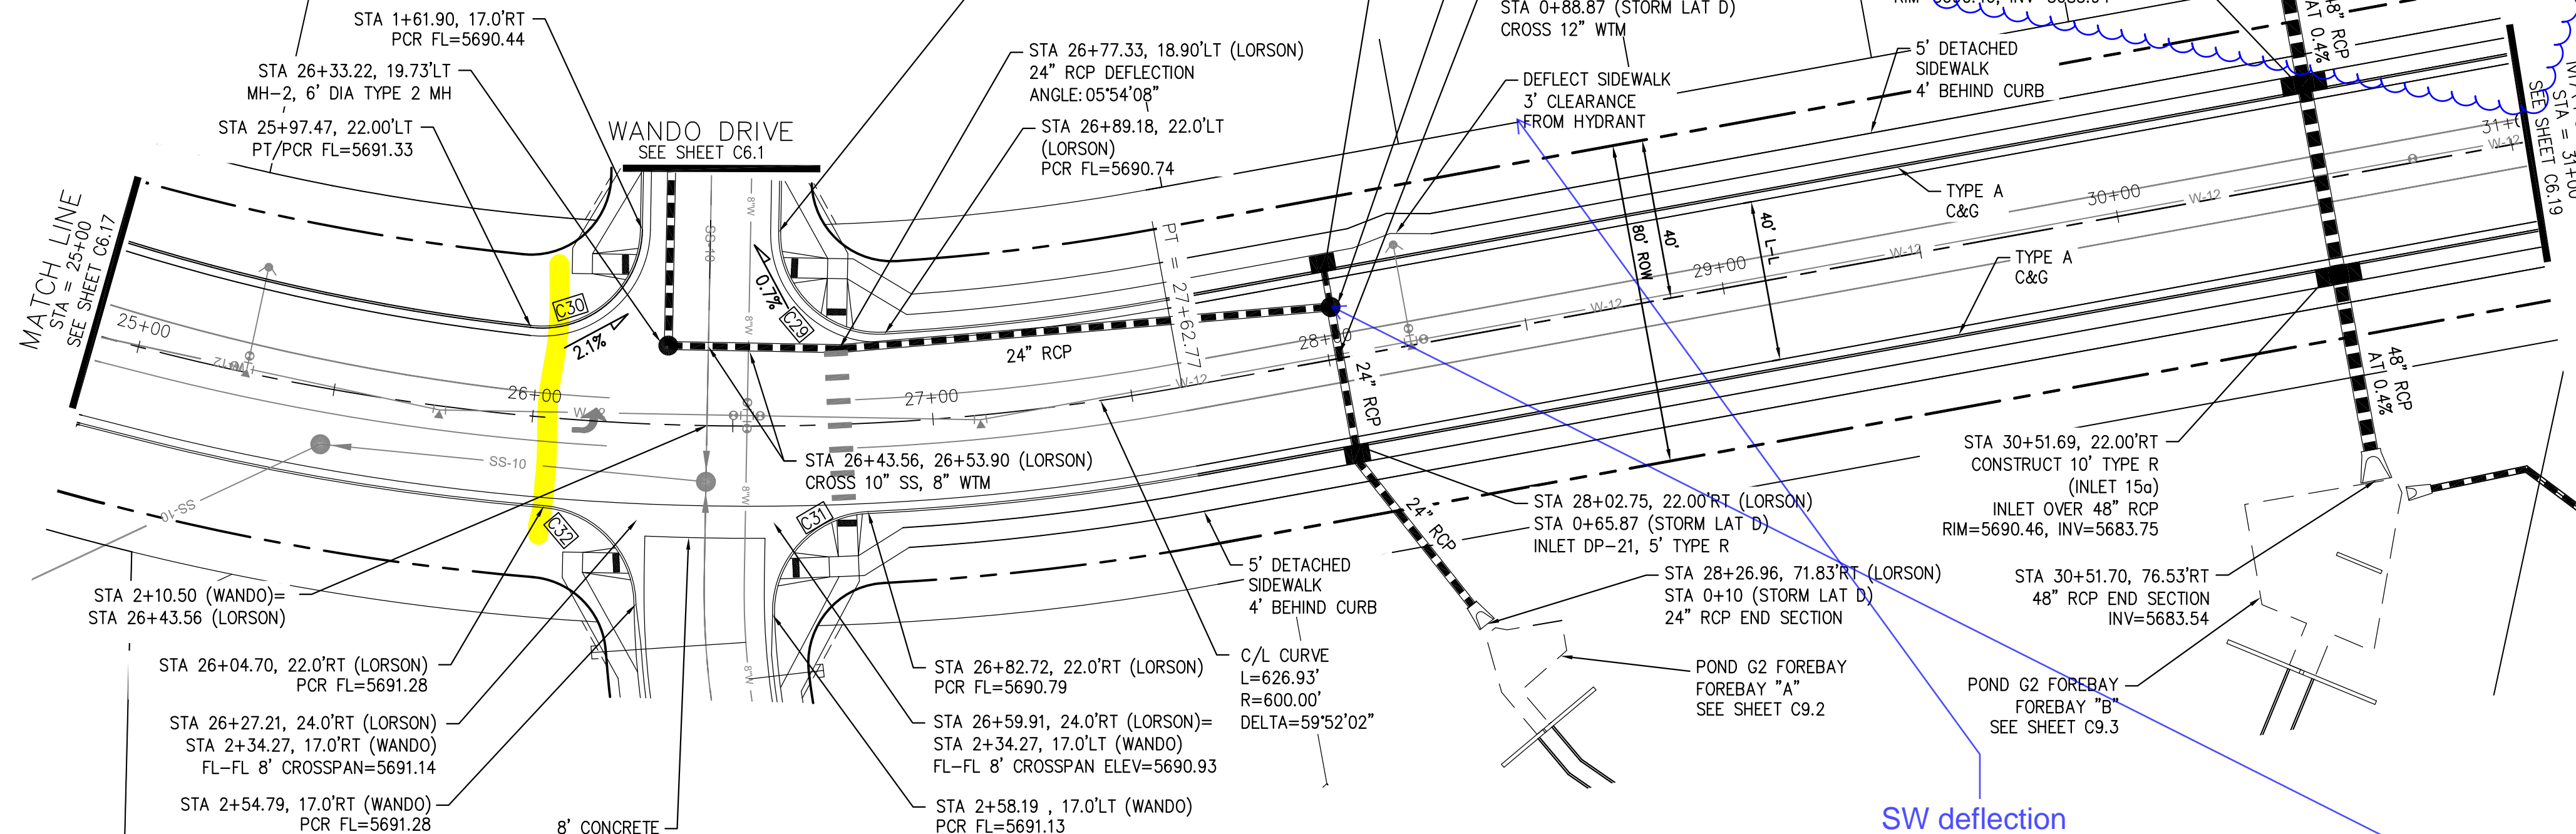 STA 1+61.90, 17.0'RT
PCR FL=5690.44
STA 26+33.22, 19.73'LT
MH-2, 6' DIA TYPE 2 MH
STA 25+97.47, 22.00'LT
PT/PCR FL=5691.33
WANDO DRIVE
SEE SHEET C6.1
STA 26+77.33, 18.90'LT (LORSON)
24" RCP DEFLECTION
ANGLE: 05°54'08"
STA 26+89.18, 22.0'LT
(LORSON)
PCR FL=5690.74
STA 0+88.87 (STORM LAT D)
CROSS 12" WTM
DEFLECT SIDEWALK
3' CLEARANCE
FROM HYDRANT
5' DETACHED
SIDEWALK
4' BEHIND CURB
48" RCP
AT 0.4%
STA = 31+00
SEE SHEET C6.19
MATCH LINE
STA = 25+00
SEE SHEET C6.17
25+00
26+00
27+00
PT = 27+62.77
28+00
29+00
30+00
W-12
W-12
W-12
W-12
W-12
W-12
C30
2.1%
0.7%
C29
SS-10
8"W
8"W
8"W
8"W
24" RCP
24" RCP
24" RCP
80' ROW
40'
40' L-L
TYPE A
C&G
TYPE A
C&G
48" RCP
AT 0.4%
SS-10
SS-10
C32
C31
STA 26+43.56, 26+53.90 (LORSON)
CROSS 10" SS, 8" WTM
STA 2+10.50 (WANDO)=
STA 26+43.56 (LORSON)
STA 26+04.70, 22.0'RT (LORSON)
PCR FL=5691.28
STA 26+27.21, 24.0'RT (LORSON)
STA 2+34.27, 17.0'RT (WANDO)
FL-FL 8' CROSSPAN=5691.14
STA 2+54.79, 17.0'RT (WANDO)
PCR FL=5691.28
8' CONCRETE
STA 26+82.72, 22.0'RT (LORSON)
PCR FL=5690.79
STA 26+59.91, 24.0'RT (LORSON)=
STA 2+34.27, 17.0'LT (WANDO)
FL-FL 8' CROSSPAN ELEV=5690.93
STA 2+58.19 , 17.0'LT (WANDO)
PCR FL=5691.13
5' DETACHED
SIDEWALK
4' BEHIND CURB
C/L CURVE
L=626.93'
R=600.00'
DELTA=59°52'02"
STA 28+02.75, 22.00'RT (LORSON)
STA 0+65.87 (STORM LAT D)
INLET DP-21, 5' TYPE R
STA 28+26.96, 71.83'RT (LORSON)
STA 0+10 (STORM LAT D)
24" RCP END SECTION
POND G2 FOREBAY
FOREBAY "A"
SEE SHEET C9.2
STA 30+51.69, 22.00'RT
CONSTRUCT 10' TYPE R
(INLET 15a)
INLET OVER 48" RCP
RIM=5690.46, INV=5683.75
STA 30+51.70, 76.53'RT
48" RCP END SECTION
INV=5683.54
POND G2 FOREBAY
FOREBAY "B"
SEE SHEET C9.3
SW deflection